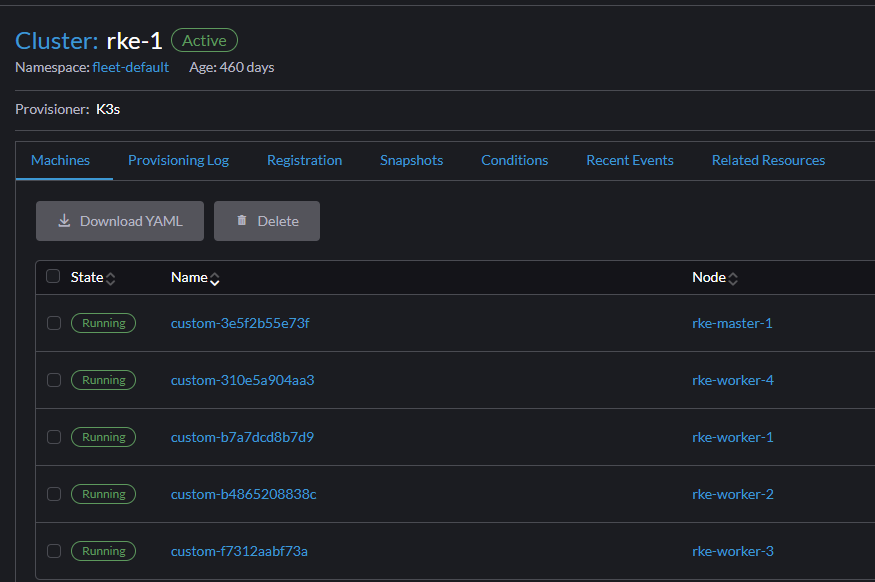 Cluster: rke-1 Active
Namespace: fleet-default Age: 460 days
Provisioner: K3s
Machines Provisioning Log Registration Snapshots Conditions Recent Events Related Resources
Download YAML Delete
State Name Node
Running custom-3e5f2b55e73f rke-master-1
Running custom-310e5a904aa3 rke-worker-4
Running custom-b7a7dcd8b7d9 rke-worker-1
Running custom-b4865208838c rke-worker-2
Running custom-f7312aabf73a rke-worker-3